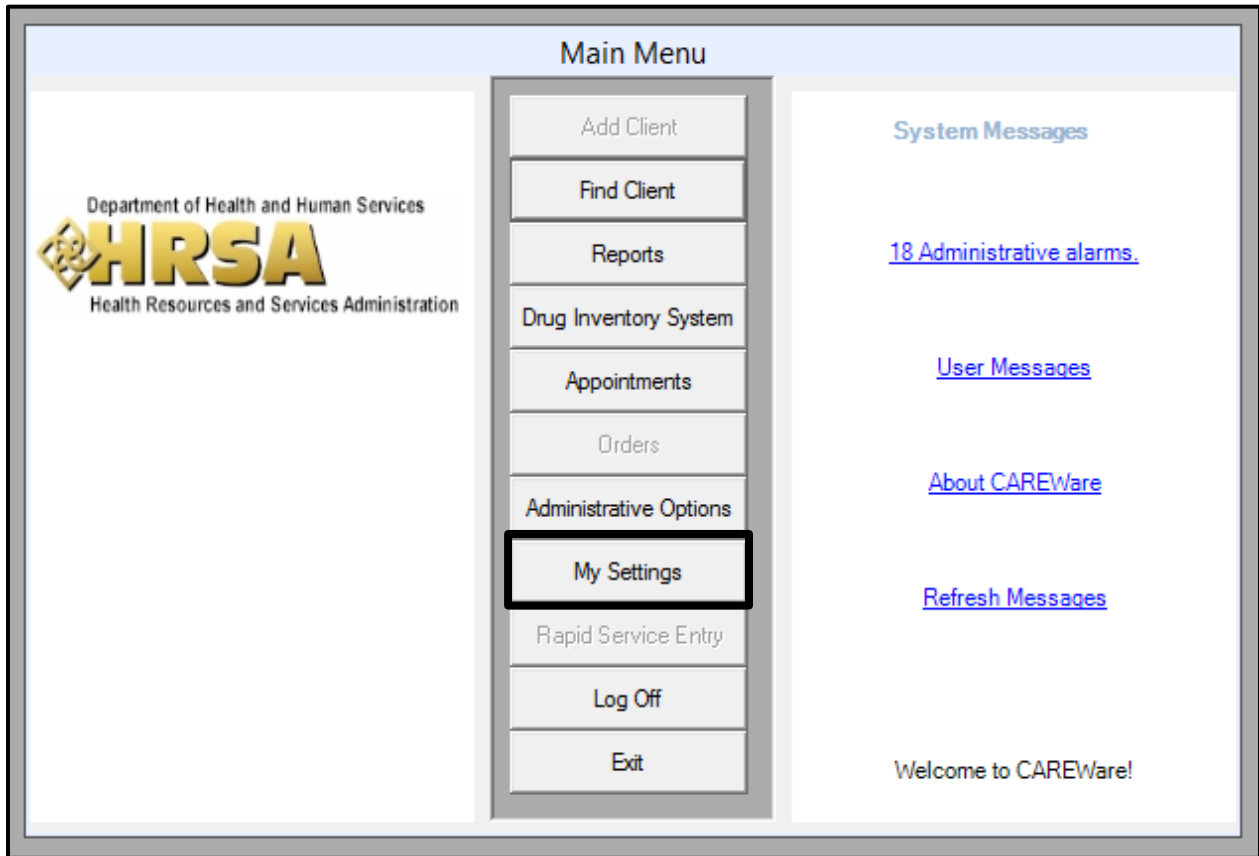 Main Menu
Department of Health and Human Services
HRSA
Health Resources and Services Administration
Add Client
Find Client
Reports
Drug Inventory System
Appointments
Orders
Administrative Options
My Settings
Rapid Service Entry
Log Off
Exit
System Messages
18 Administrative alarms.
User Messages
About CAREWare
Refresh Messages
Welcome to CAREWare!